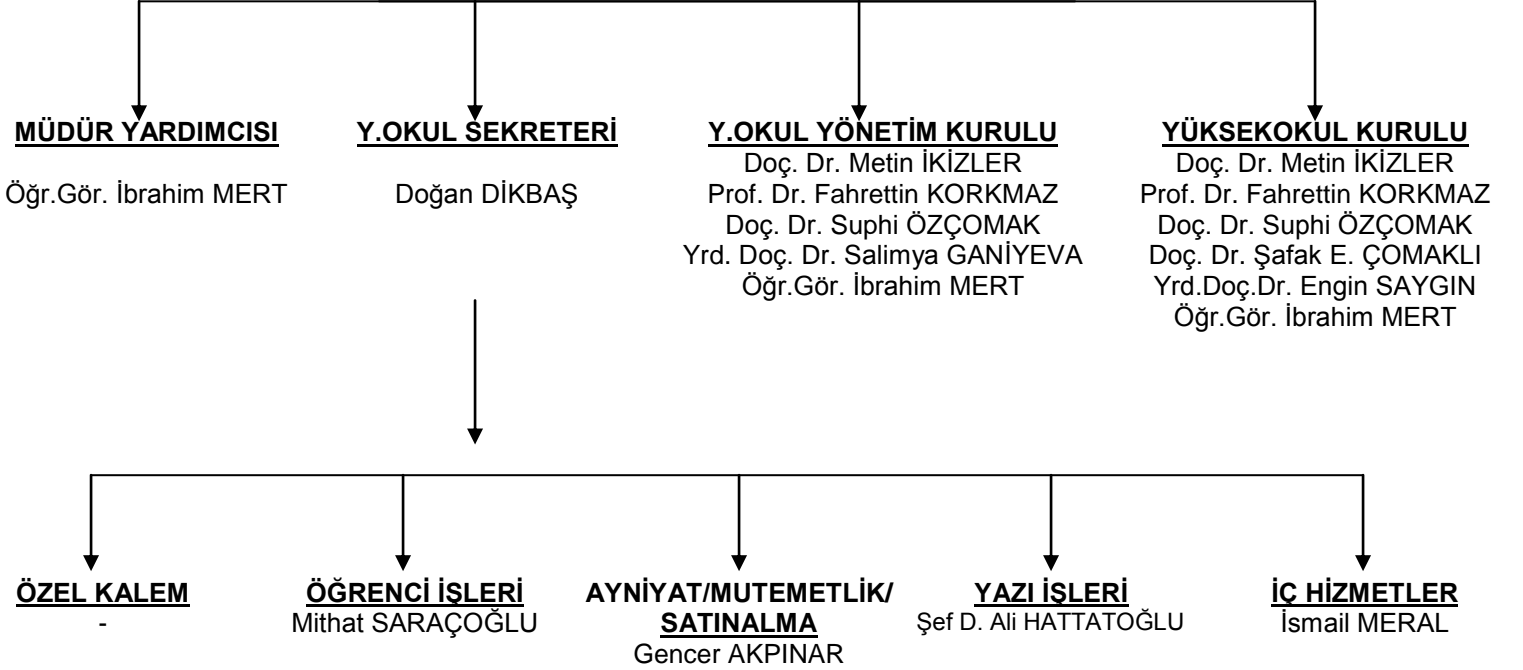 MÜDÜR YARDIMCISI
Öğr.Gör. İbrahim MERT
Y.OKUL SEKRETERİ
Doğan DİKBAŞ
Y.OKUL YÖNETİM KURULU
Doç. Dr. Metin İKİZLER
Prof. Dr. Fahrettin KORKMAZ
Doç. Dr. Suphi ÖZÇOMAK
Yrd. Doç. Dr. Salimya GANİYEVA
Öğr.Gör. İbrahim MERT
YÜKSEKOKUL KURULU
Doç. Dr. Metin İKİZLER
Prof. Dr. Fahrettin KORKMAZ
Doç. Dr. Suphi ÖZÇOMAK
Doç. Dr. Şafak E. ÇOMAKLI
Yrd.Doç.Dr. Engin SAYGIN
Öğr.Gör. İbrahim MERT
ÖZEL KALEM
-
ÖĞRENCİ İŞLERİ
Mithat SARAÇOĞLU
AYNİYAT/MUTEMETLİK/
SATINALMA
Gencer AKPINAR
YAZI İŞLERİ
Şef D. Ali HATTATOĞLU
İÇ HİZMETLER
İsmail MERAL